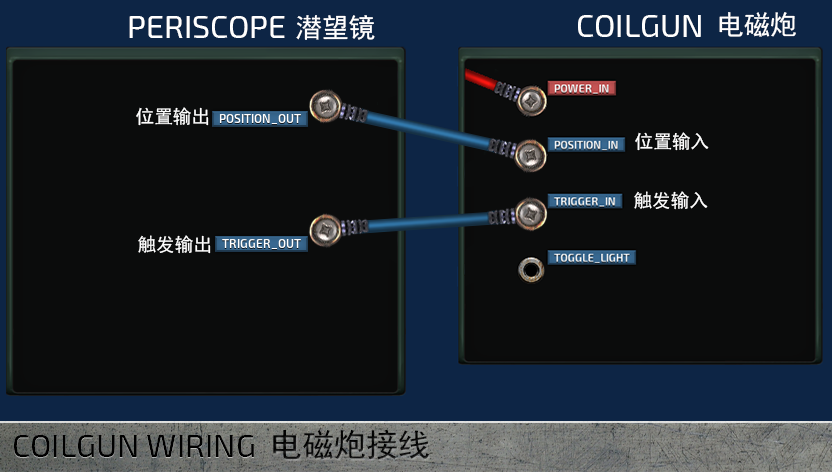 PERISCOPE 潜望镜
COILGUN 电磁炮
位置输出 POSITION_OUT
触发输出 TRIGGER_OUT
POWER_IN
POSITION_IN 位置输入
TRIGGER_IN 触发输入
TOGGLE_LIGHT
COILGUN WIRING 电磁炮接线